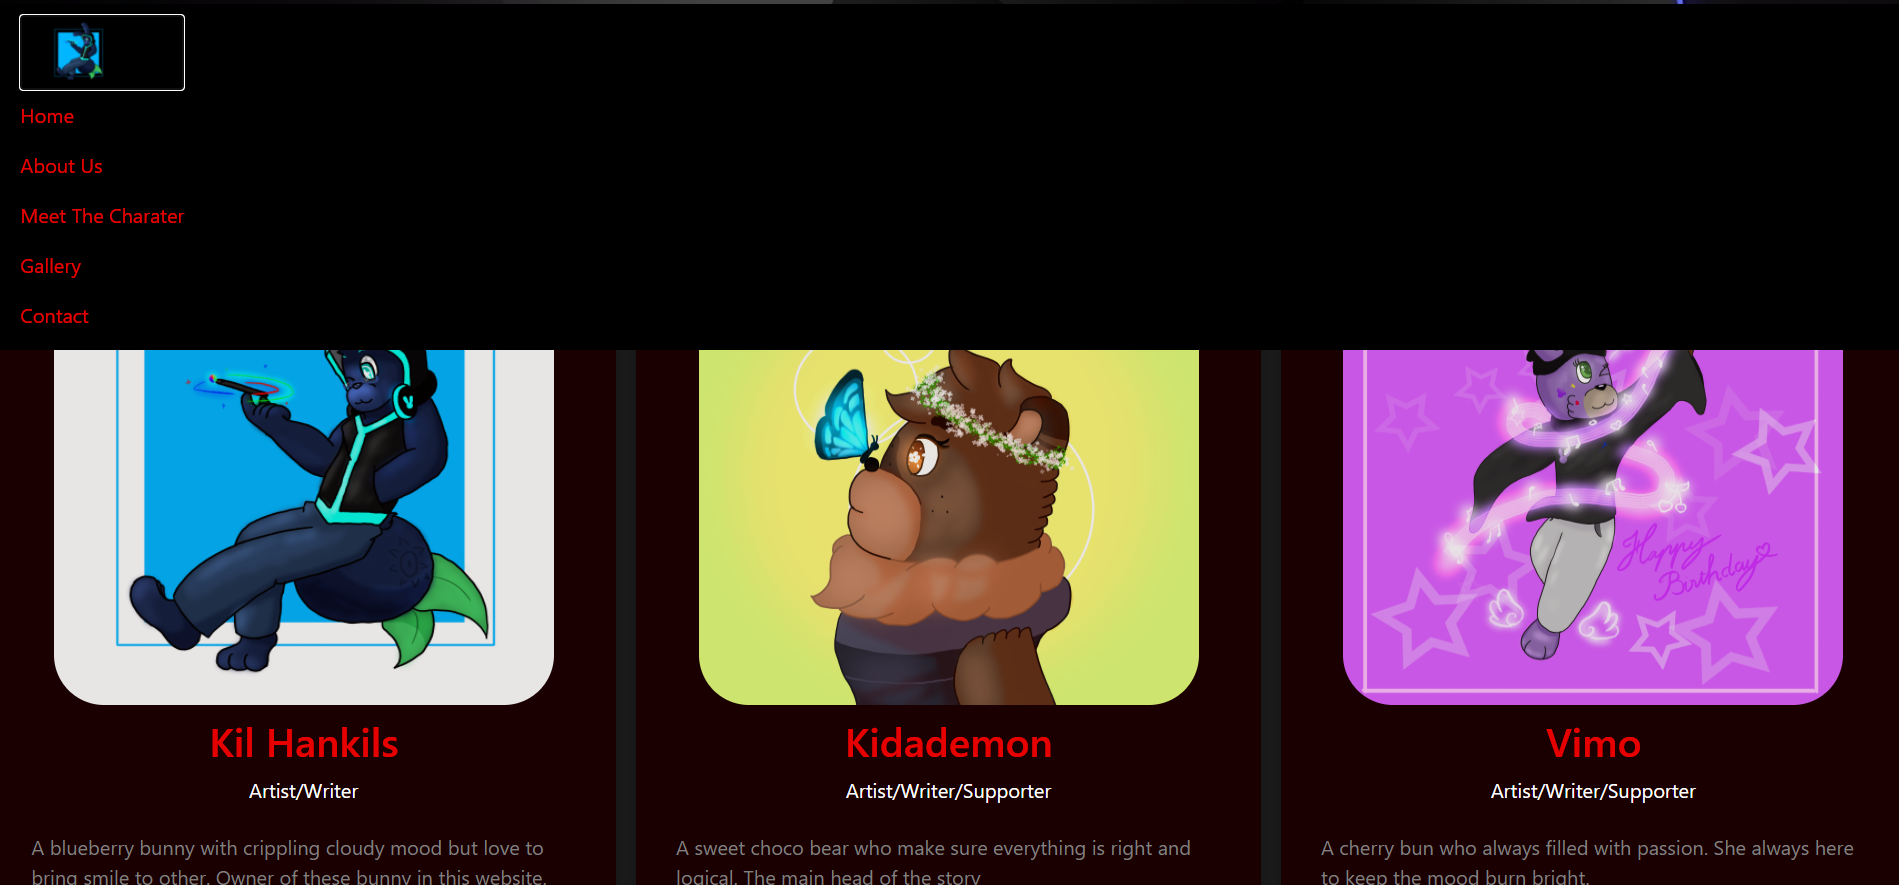 Home
About Us
Meet The Charater
Gallery
Contact
Happy
Birthday
Kil Hankils
Artist/Writer
A blueberry bunny with crippling cloudy mood but love to
bring smile to other. Owner of these bunny in this website.
Kidademon
Artist/Writer/Supporter
A sweet choco bear who make sure everything is right and
logical. The main head of the story
Vimo
Artist/Writer/Supporter
A cherry bun who always filled with passion. She always here
to keep the mood burn bright.